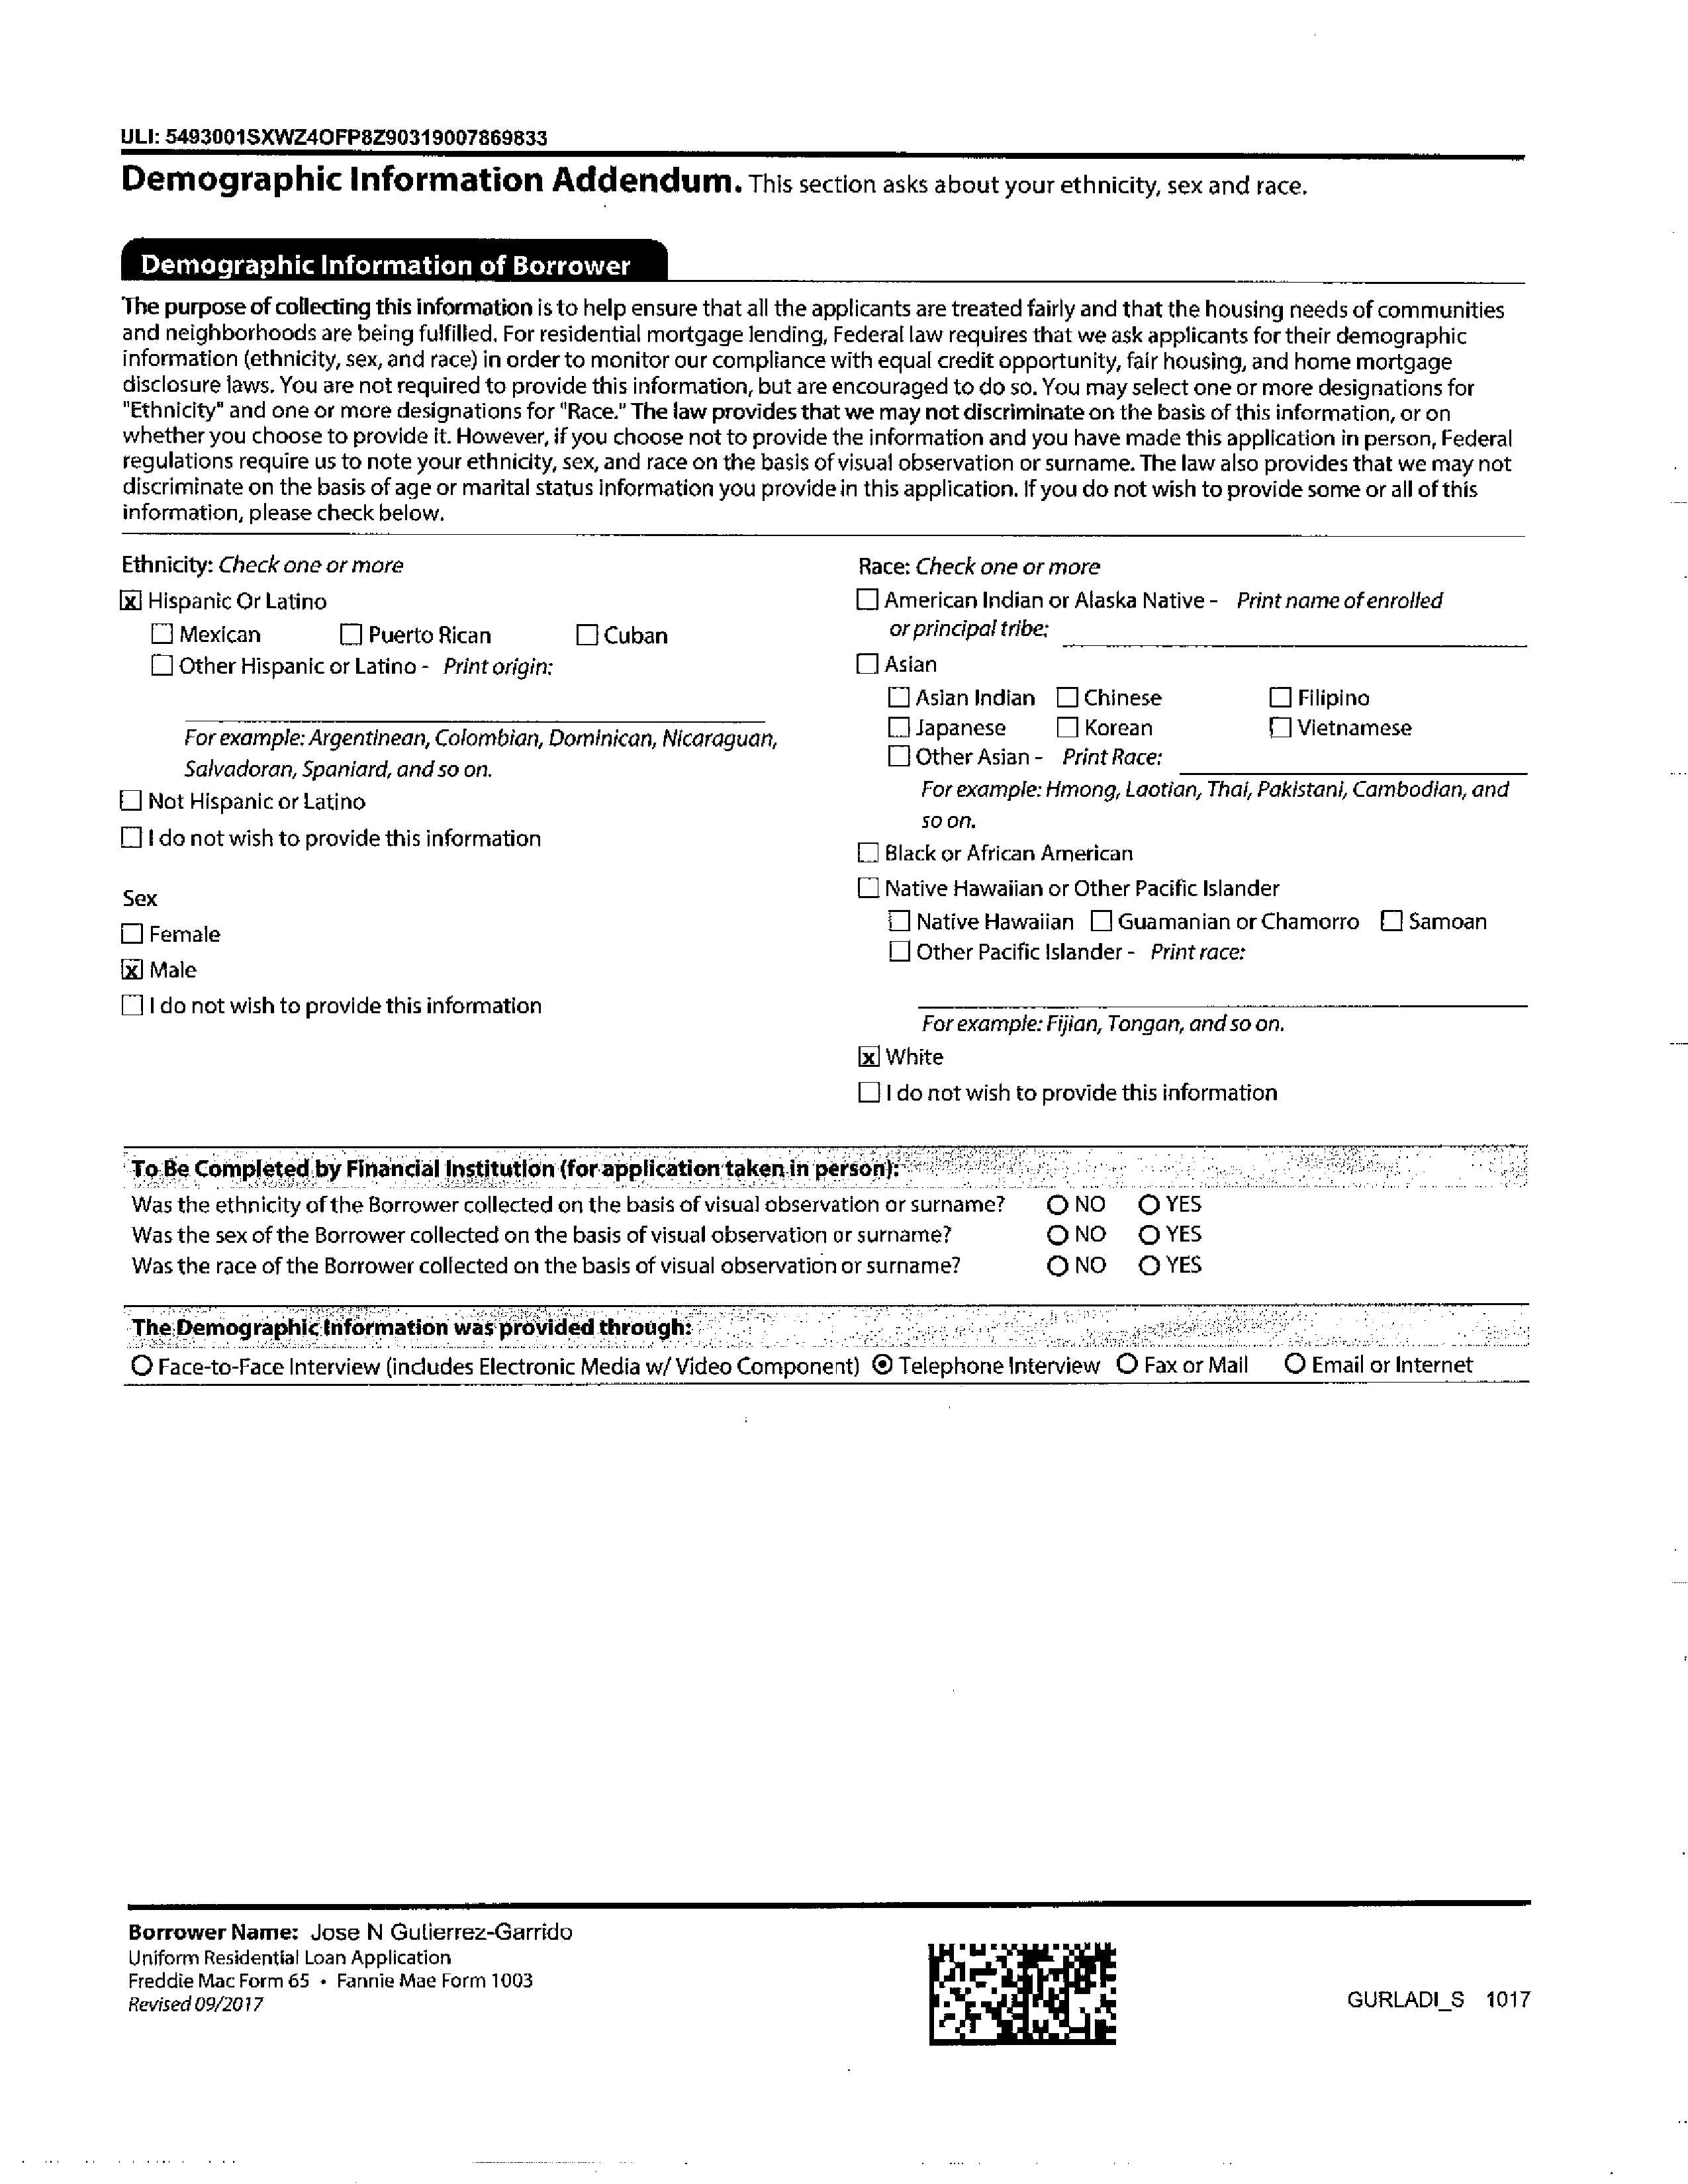 ULI: 5493001SXWZ4OFP8Z90319007869833
Demographic Information Addendum. This section asks about your ethnicity, sex and race.
Demographic Information of Borrower
The purpose of collecting this information is to help ensure that all the applicants are treated fairly and that the housing needs of communities
and neighborhoods are being fulfilled. For residential mortgage lending, Federal law requires that we ask applicants for their demographic
information (ethnicity, sex, and race) in order to monitor our compliance with equal credit opportunity, fair housing, and home mortgage
disclosure laws. You are not required to provide this information, but are encouraged to do so. You may select one or more designations for
"Ethnicity" and one or more designations for "Race." The law provides that we may not discriminate on the basis of this information, or on
whether you choose to provide it. However, if you choose not to provide the information and you have made this application in person, Federal
regulations require us to note your ethnicity, sex, and race on the basis of visual observation or surname. The law also provides that we may not
discriminate on the basis of age or marital status information you provide in this application. If you do not wish to provide some or all of this
information, please check below.
Ethnicity: Check one or more
[x] Hispanic Or Latino
☐ Mexican ☐ Puerto Rican ☐ Cuban
☐ Other Hispanic or Latino - Print origin:
For example: Argentinean, Colombian, Dominican, Nicaraguan,
Salvadoran, Spaniard, and so on.
☐ Not Hispanic or Latino
☐ I do not wish to provide this information
Sex
☐ Female
[x] Male
☐ I do not wish to provide this information
Race: Check one or more
☐ American Indian or Alaska Native - Print name of enrolled
or principal tribe:
☐ Asian
☐ Asian Indian ☐ Chinese ☐ Filipino
☐ Japanese ☐ Korean ☐ Vietnamese
☐ Other Asian - Print Race:
For example: Hmong, Laotian, Thai, Pakistani, Cambodian, and
so on.
☐ Black or African American
☐ Native Hawaiian or Other Pacific Islander
☐ Native Hawaiian ☐ Guamanian or Chamorro ☐ Samoan
☐ Other Pacific Islander - Print race:
For example: Fijian, Tongan, and so on.
[x] White
☐ I do not wish to provide this information
To Be Completed by Financial Institution (for application taken in person):
Was the ethnicity of the Borrower collected on the basis of visual observation or surname? ○ NO ○ YES
Was the sex of the Borrower collected on the basis of visual observation or surname? ○ NO ○ YES
Was the race of the Borrower collected on the basis of visual observation or surname? ○ NO ○ YES
The Demographic Information was provided through:
○ Face-to-Face Interview (includes Electronic Media w/ Video Component) ◉ Telephone Interview ○ Fax or Mail ○ Email or Internet
Borrower Name: Jose N Gutierrez-Garrido
Uniform Residential Loan Application
Freddie Mac Form 65 • Fannie Mae Form 1003
Revised 09/2017
GURLADI_S 1017